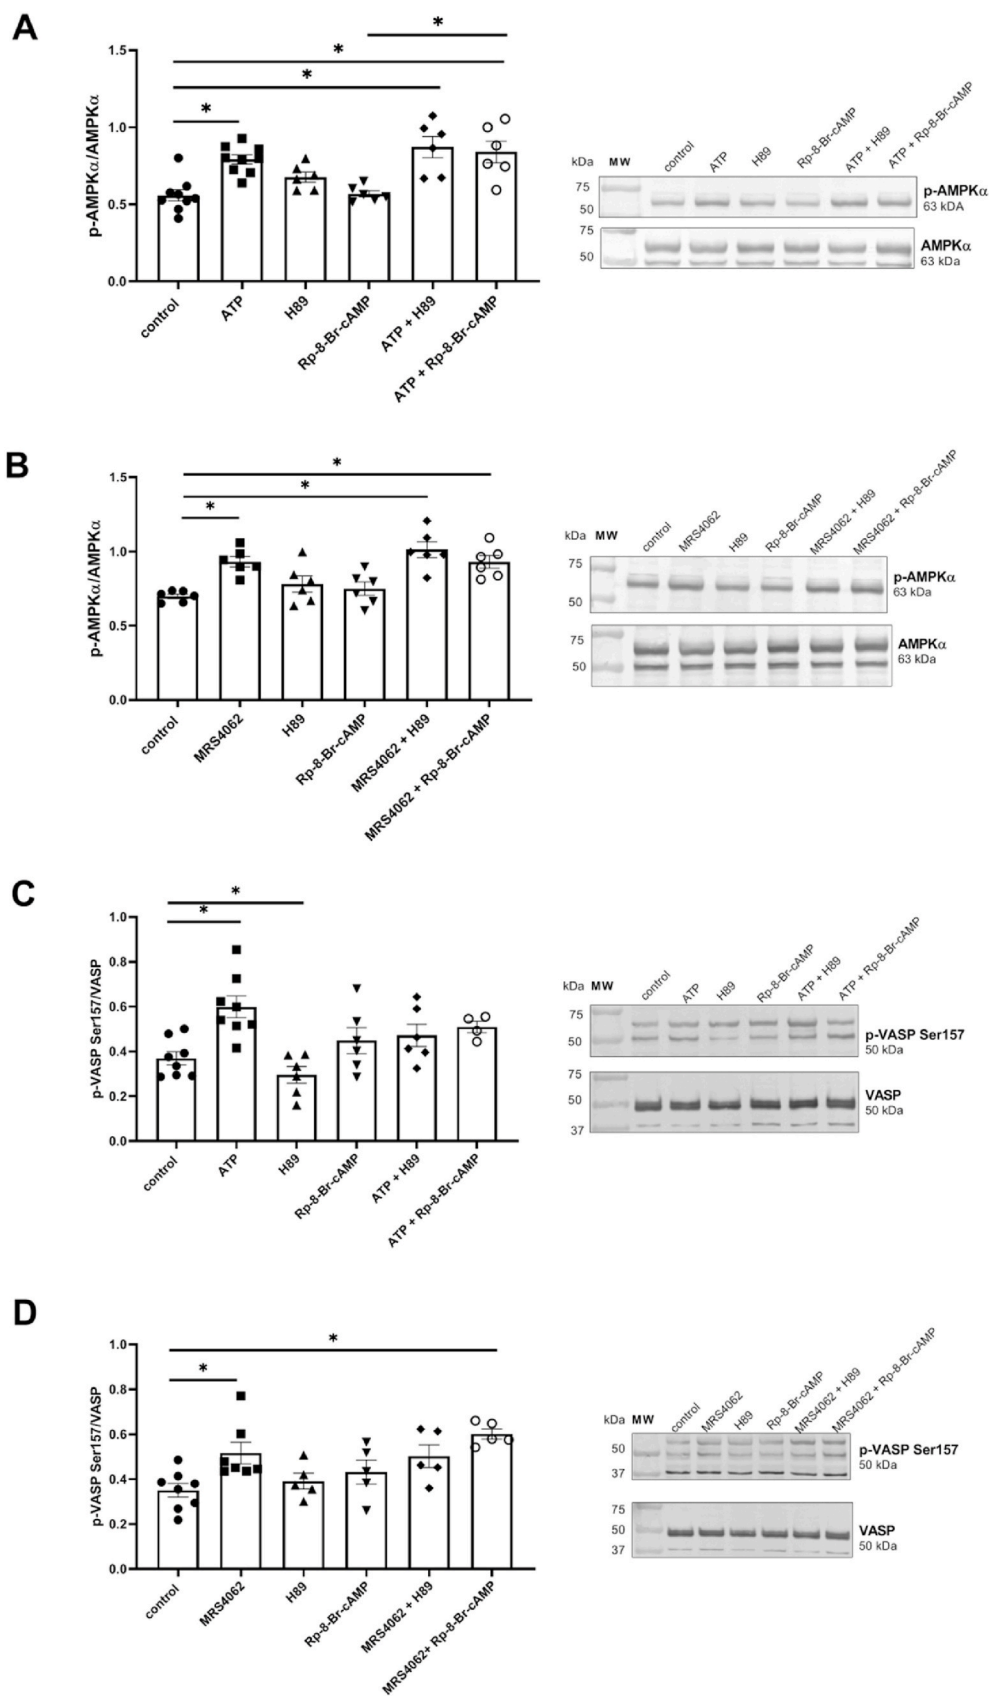 A
p-AMPKα/AMPKα
1.5
1.0
0.5
0.0
*
*
*
*
control
ATP
H89
Rp-8-Br-cAMP
ATP + H89
ATP + Rp-8-Br-cAMP
kDa MW control ATP H89 Rp-8-Br-cAMP ATP + H89 ATP + Rp-8-Br-cAMP
75
50
p-AMPKα
63 kDA
75
50
AMPKα
63 kDa
B
p-AMPKα/AMPKα
1.5
1.0
0.5
0.0
*
*
*
control
MRS4062
H89
Rp-8-Br-cAMP
MRS4062 + H89
MRS4062 + Rp-8-Br-cAMP
kDa MW control MRS4062 H89 Rp-8-Br-cAMP MRS4062 + H89 MRS4062 + Rp-8-Br-cAMP
75
50
p-AMPKα
63 kDa
75
50
AMPKα
63 kDa
C
p-VASP Ser157/VASP
1.0
0.8
0.6
0.4
0.2
0.0
*
*
control
ATP
H89
Rp-8-Br-cAMP
ATP + H89
ATP + Rp-8-Br-cAMP
kDa MW control ATP H89 Rp-8-Br-cAMP ATP + H89 ATP + Rp-8-Br-cAMP
75
50
p-VASP Ser157
50 kDa
75
50
37
VASP
50 kDa
D
p-VASP Ser157/VASP
1.0
0.8
0.6
0.4
0.2
0.0
*
*
control
MRS4062
H89
Rp-8-Br-cAMP
MRS4062 + H89
MRS4062+ Rp-8-Br-cAMP
kDa MW control MRS4062 H89 Rp-8-Br-cAMP MRS4062 + H89 MRS4062 + Rp-8-Br-cAMP
50
37
p-VASP Ser157
50 kDa
75
50
37
VASP
50 kDa